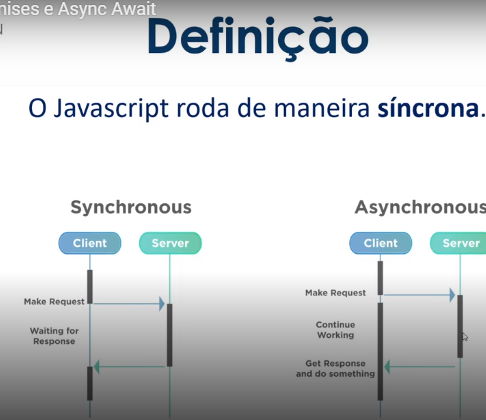 nises e Async Await
Definição
O Javascript roda de maneira síncrona.
Synchronous
Asynchronous
Client
Server
Client
Server
Make Request
Make Request
Waiting for
Response
Continue
Working
Get Response
and do something